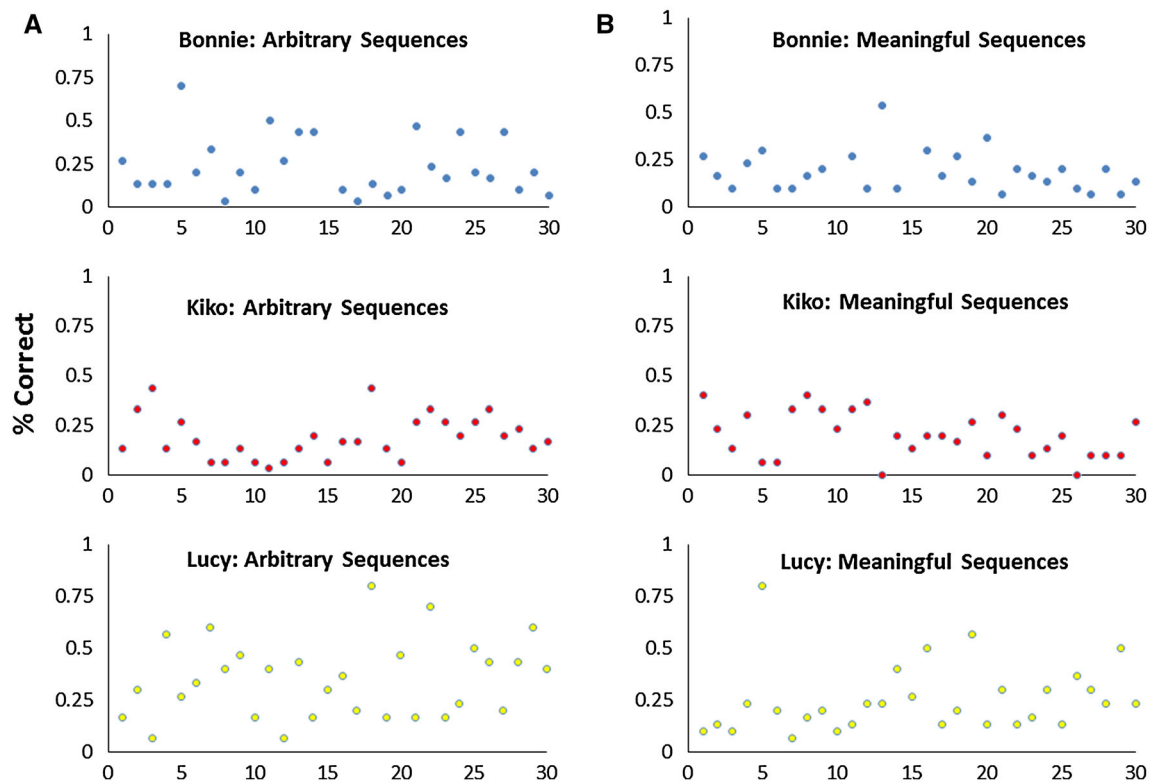 A
B
Bonnie: Arbitrary Sequences
1
0.75
0.5
0.25
0
0 5 10 15 20 25 30
Bonnie: Meaningful Sequences
1
0.75
0.5
0.25
0
0 5 10 15 20 25 30
% Correct
Kiko: Arbitrary Sequences
1
0.75
0.5
0.25
0
0 5 10 15 20 25 30
Kiko: Meaningful Sequences
1
0.75
0.5
0.25
0
0 5 10 15 20 25 30
Lucy: Arbitrary Sequences
1
0.75
0.5
0.25
0
0 5 10 15 20 25 30
Lucy: Meaningful Sequences
1
0.75
0.5
0.25
0
0 5 10 15 20 25 30